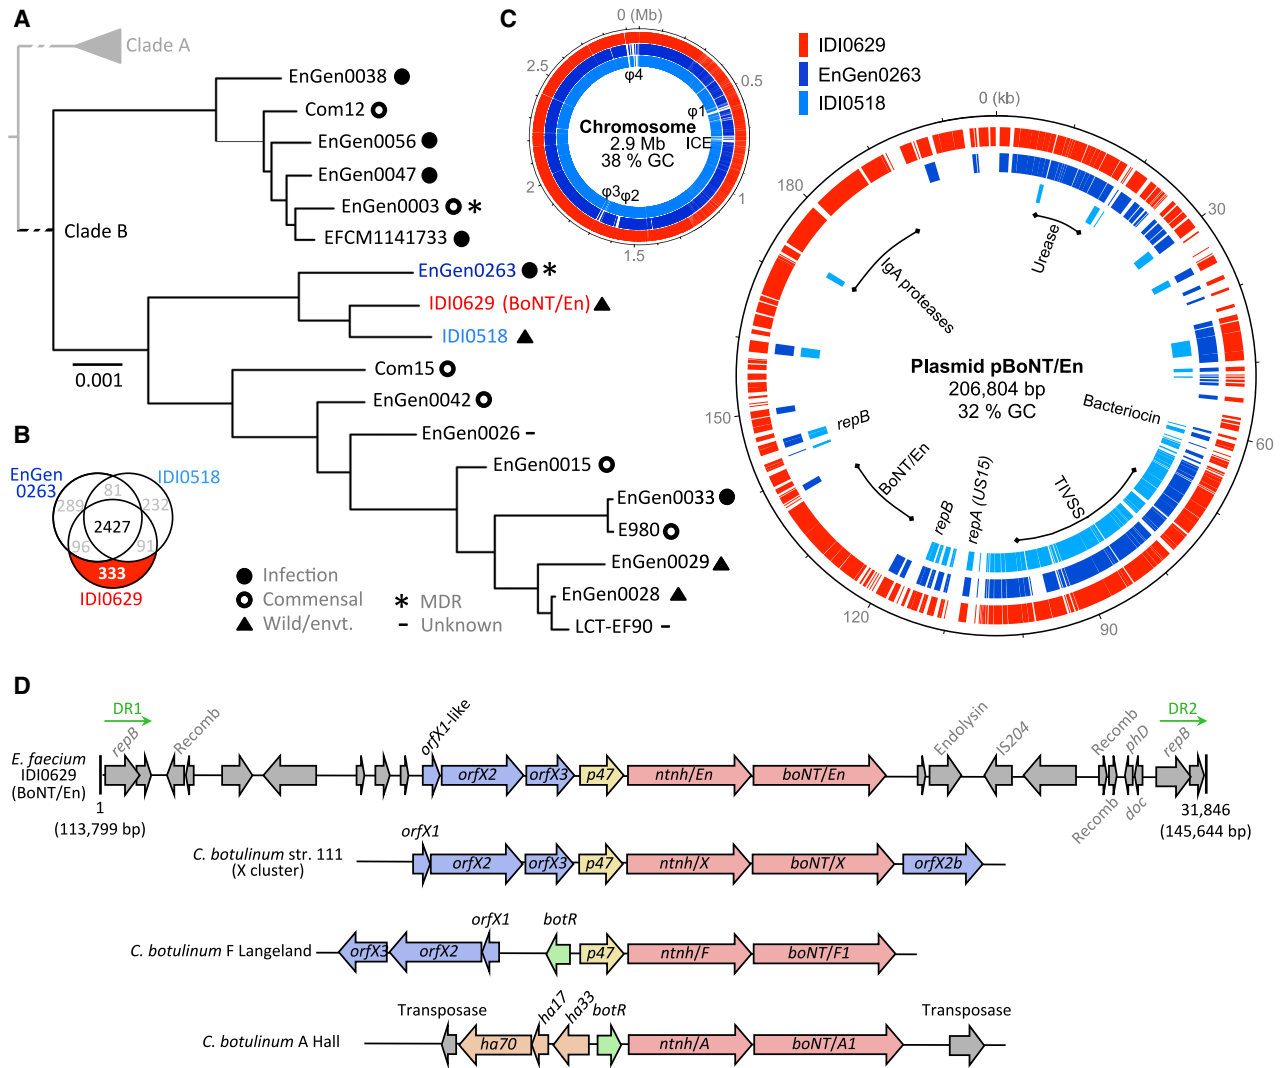 A
Clade A
EnGen0038
Com12
EnGen0056
EnGen0047
EnGen0003 *
EFCM1141733
Clade B
EnGen0263 *
IDI0629 (BoNT/En)
IDI0518
0.001
Com15
EnGen0042
EnGen0026 –
EnGen0015
EnGen0033
E980
EnGen0029
EnGen0028
LCT-EF90 –
Infection
Commensal
Wild/envt.
* MDR
– Unknown
B
EnGen
0263
IDI0518
289
81
232
2427
96
91
333
IDI0629
C
0 (Mb)
0.5
1
1.5
2
2.5
φ4
φ1
ICE
φ3
φ2
Chromosome
2.9 Mb
38 % GC
IDI0629
EnGen0263
IDI0518
0 (kb)
30
60
90
120
150
180
Urease
IgA proteases
Plasmid pBoNT/En
206,804 bp
32 % GC
Bacteriocin
repB
BoNT/En
repB
repA (US15)
TIVSS
D
DR1
repB
Recomb
orfX1-like
Endolysin
IS204
Recomb
phD
DR2
repB
E. faecium
IDI0629
(BoNT/En)
orfX2
orfX3
p47
ntnh/En
boNT/En
Recomb
doc
1
(113,799 bp)
31,846
(145,644 bp)
C. botulinum str. 111
(X cluster)
orfX1
orfX2
orfX3
p47
ntnh/X
boNT/X
orfX2b
C. botulinum F Langeland
orfX3
orfX2
orfX1
botR
p47
ntnh/F
boNT/F1
C. botulinum A Hall
Transposase
ha70
ha17
ha33
botR
ntnh/A
boNT/A1
Transposase